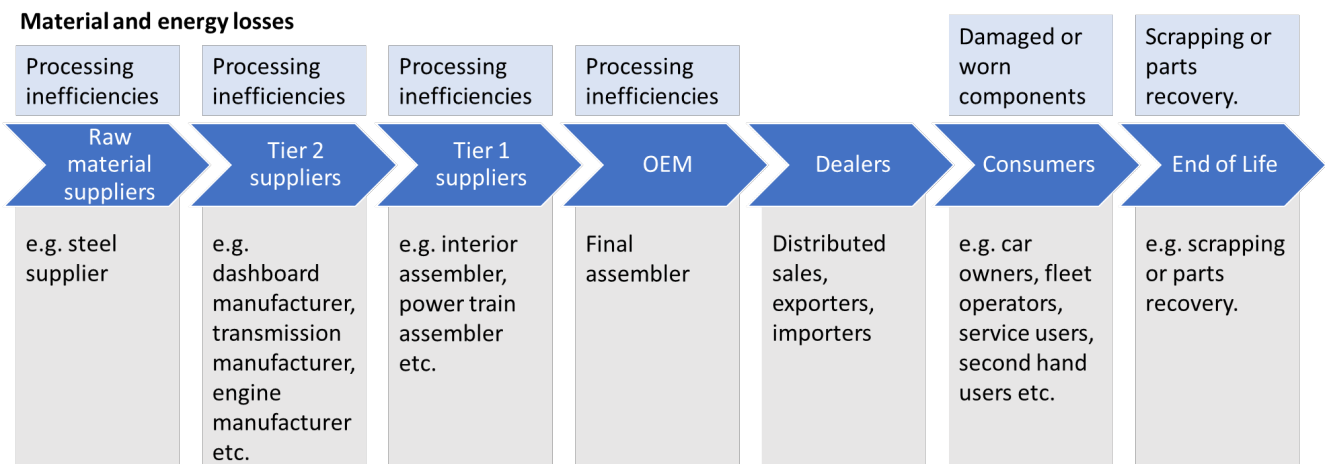 Material and energy losses
Processing
inefficiencies
Processing
inefficiencies
Processing
inefficiencies
Processing
inefficiencies
Damaged or
worn
components
Scrapping or
parts
recovery.
Raw
material
suppliers
Tier 2
suppliers
Tier 1
suppliers
OEM
Dealers
Consumers
End of Life
e.g. steel
supplier
e.g.
dashboard
manufacturer,
transmission
manufacturer,
engine
manufacturer
etc.
e.g. interior
assembler,
power train
assembler
etc.
Final
assembler
Distributed
sales,
exporters,
importers
e.g. car
owners, fleet
operators,
service users,
second hand
users etc.
e.g. scrapping
or parts
recovery.